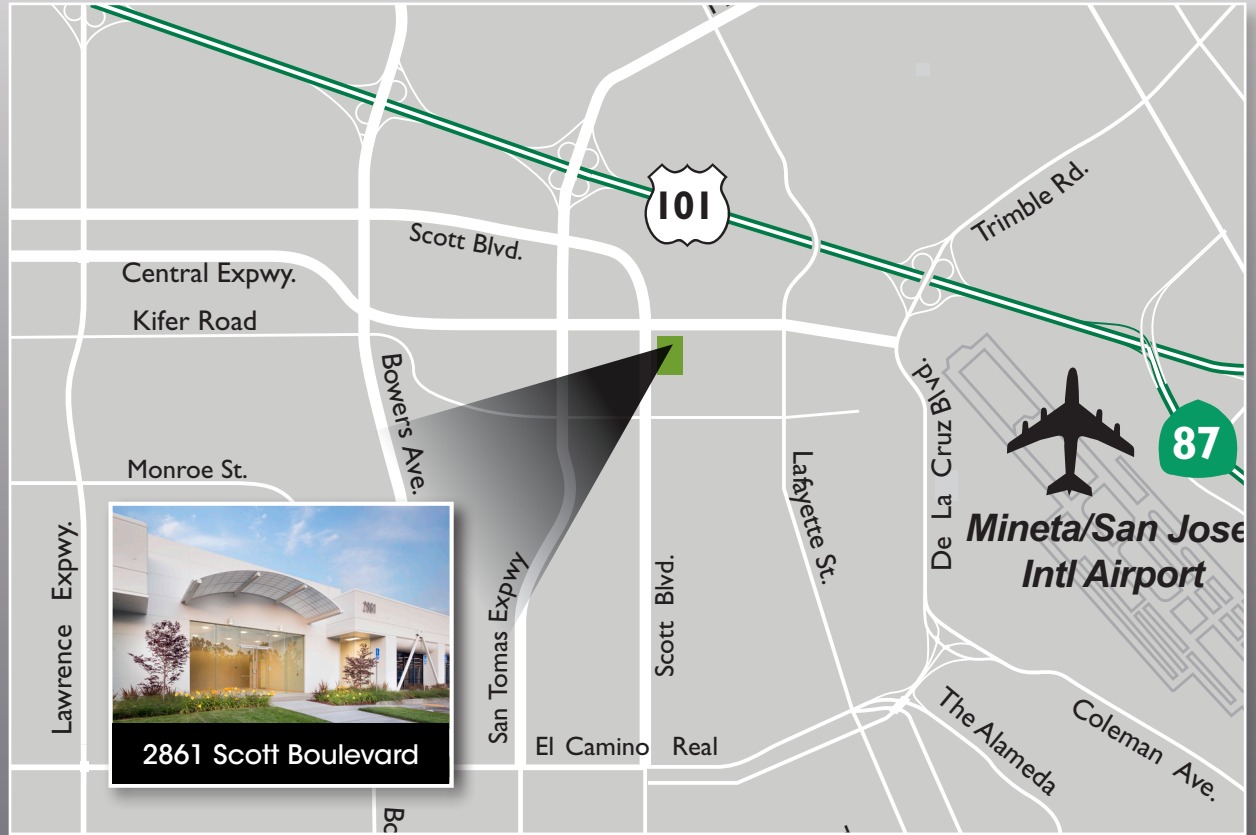 101
Trimble Rd.
Scott Blvd.
Central Expwy.
Kifer Road
Bowers Ave.
De La Cruz Blvd.
87
Monroe St.
Lafayette St.
Mineta/San Jose
Intl Airport
Lawrence Expwy.
San Tomas Expwy
Scott Blvd.
2861
The Alameda
Coleman Ave.
El Camino Real
2861 Scott Boulevard
Bo